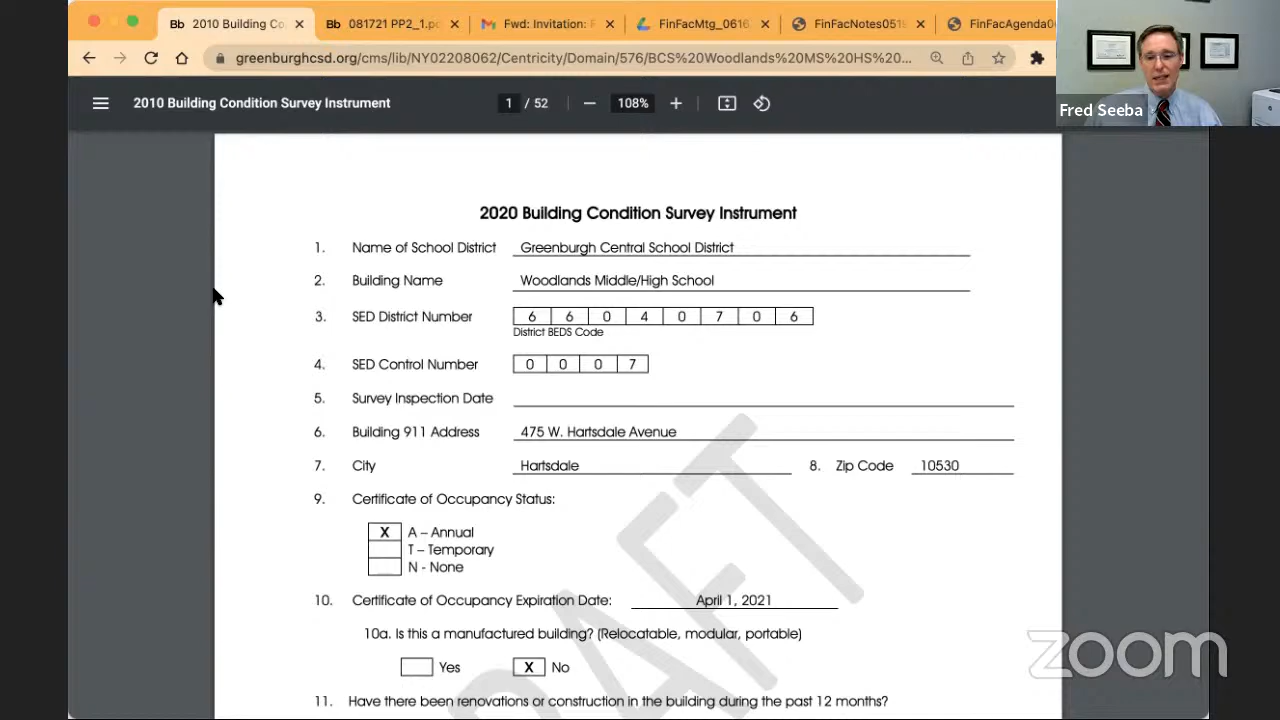 2010 Building Co
081721 PP2_1.p
Fwd: Invitation: F
FinFacMtg_0616
FinFacNotes051
FinFacAgenda0
greenburghcsd.org/cms/lib/NY02209062/Centricity/Domain/576/BCS%20Woodlands%20MS%20HS%20...
2010 Building Condition Survey Instrument
1 / 52
108%
Fred Seeba
2020 Building Condition Survey Instrument
1. Name of School District Greenburgh Central School District
2. Building Name Woodlands Middle/High School
3. SED District Number 6 6 0 4 0 7 0 6
District BEDS Code
4. SED Control Number 0 0 0 7
5. Survey Inspection Date
6. Building 911 Address 475 W. Hartsdale Avenue
7. City Hartsdale 8. Zip Code 10530
9. Certificate of Occupancy Status:
X A – Annual
T – Temporary
N - None
10. Certificate of Occupancy Expiration Date: April 1, 2021
10a. Is this a manufactured building? (Relocatable, modular, portable)
Yes X No
11. Have there been renovations or construction in the building during the past 12 months?
DRAFT
zoom